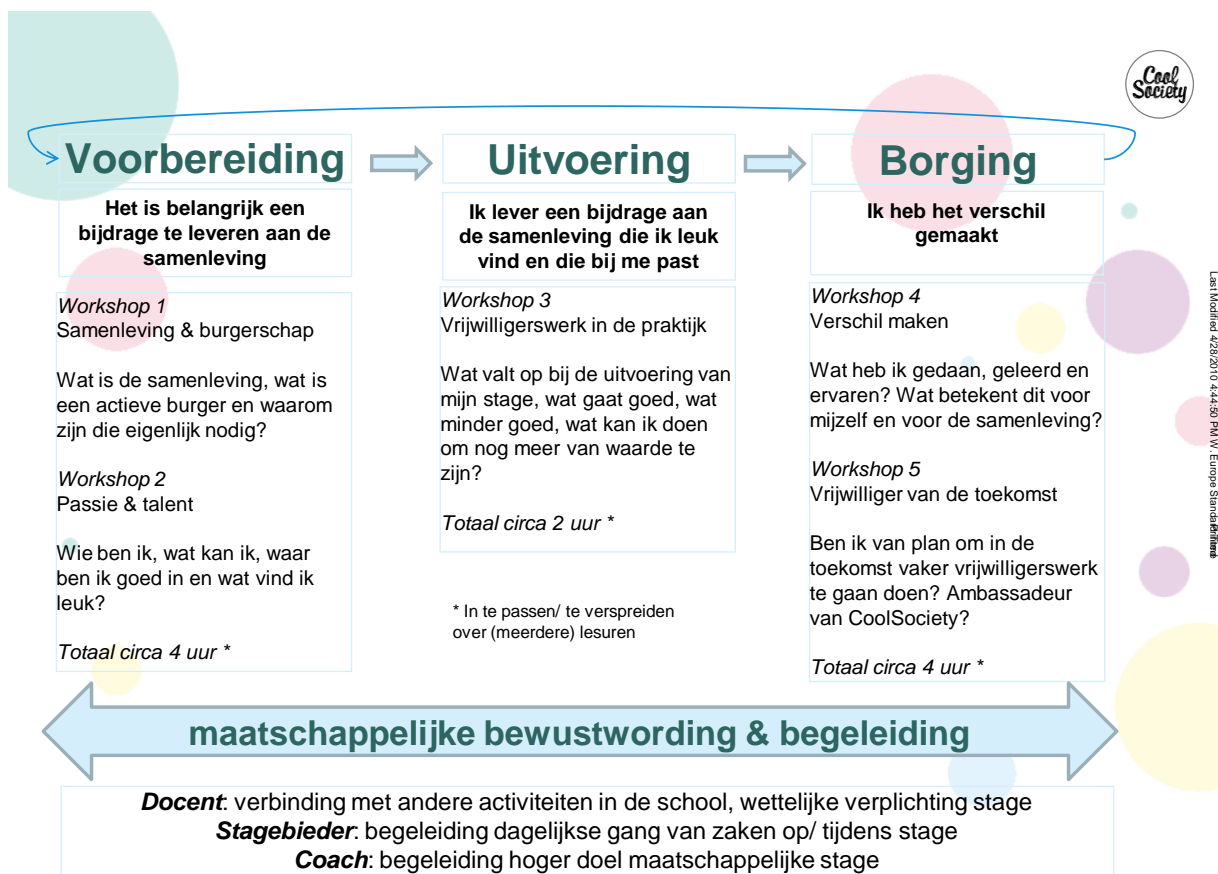 Cool
Society
Voorbereiding
Het is belangrijk een
bijdrage te leveren aan de
samenleving
Workshop 1
Samenleving & burgerschap
Wat is de samenleving, wat is
een actieve burger en waarom
zijn die eigenlijk nodig?
Workshop 2
Passie & talent
Wie ben ik, wat kan ik, waar
ben ik goed in en wat vind ik
leuk?
Totaal circa 4 uur *
Uitvoering
Ik lever een bijdrage aan
de samenleving die ik leuk
vind en die bij me past
Workshop 3
Vrijwilligerswerk in de praktijk
Wat valt op bij de uitvoering van
mijn stage, wat gaat goed, wat
minder goed, wat kan ik doen
om nog meer van waarde te
zijn?
Totaal circa 2 uur *
* In te passen/ te verspreiden
over (meerdere) lesuren
Borging
Ik heb het verschil
gemaakt
Workshop 4
Verschil maken
Wat heb ik gedaan, geleerd en
ervaren? Wat betekent dit voor
mijzelf en voor de samenleving?
Workshop 5
Vrijwilliger van de toekomst
Ben ik van plan om in de
toekomst vaker vrijwilligerswerk
te gaan doen? Ambassadeur
van CoolSociety?
Totaal circa 4 uur *
maatschappelijke bewustwording & begeleiding
Docent: verbinding met andere activiteiten in de school, wettelijke verplichting stage
Stagebieder: begeleiding dagelijkse gang van zaken op/ tijdens stage
Coach: begeleiding hoger doel maatschappelijke stage
Last Modified 4/28/2010 4:44:50 PM W. Europe